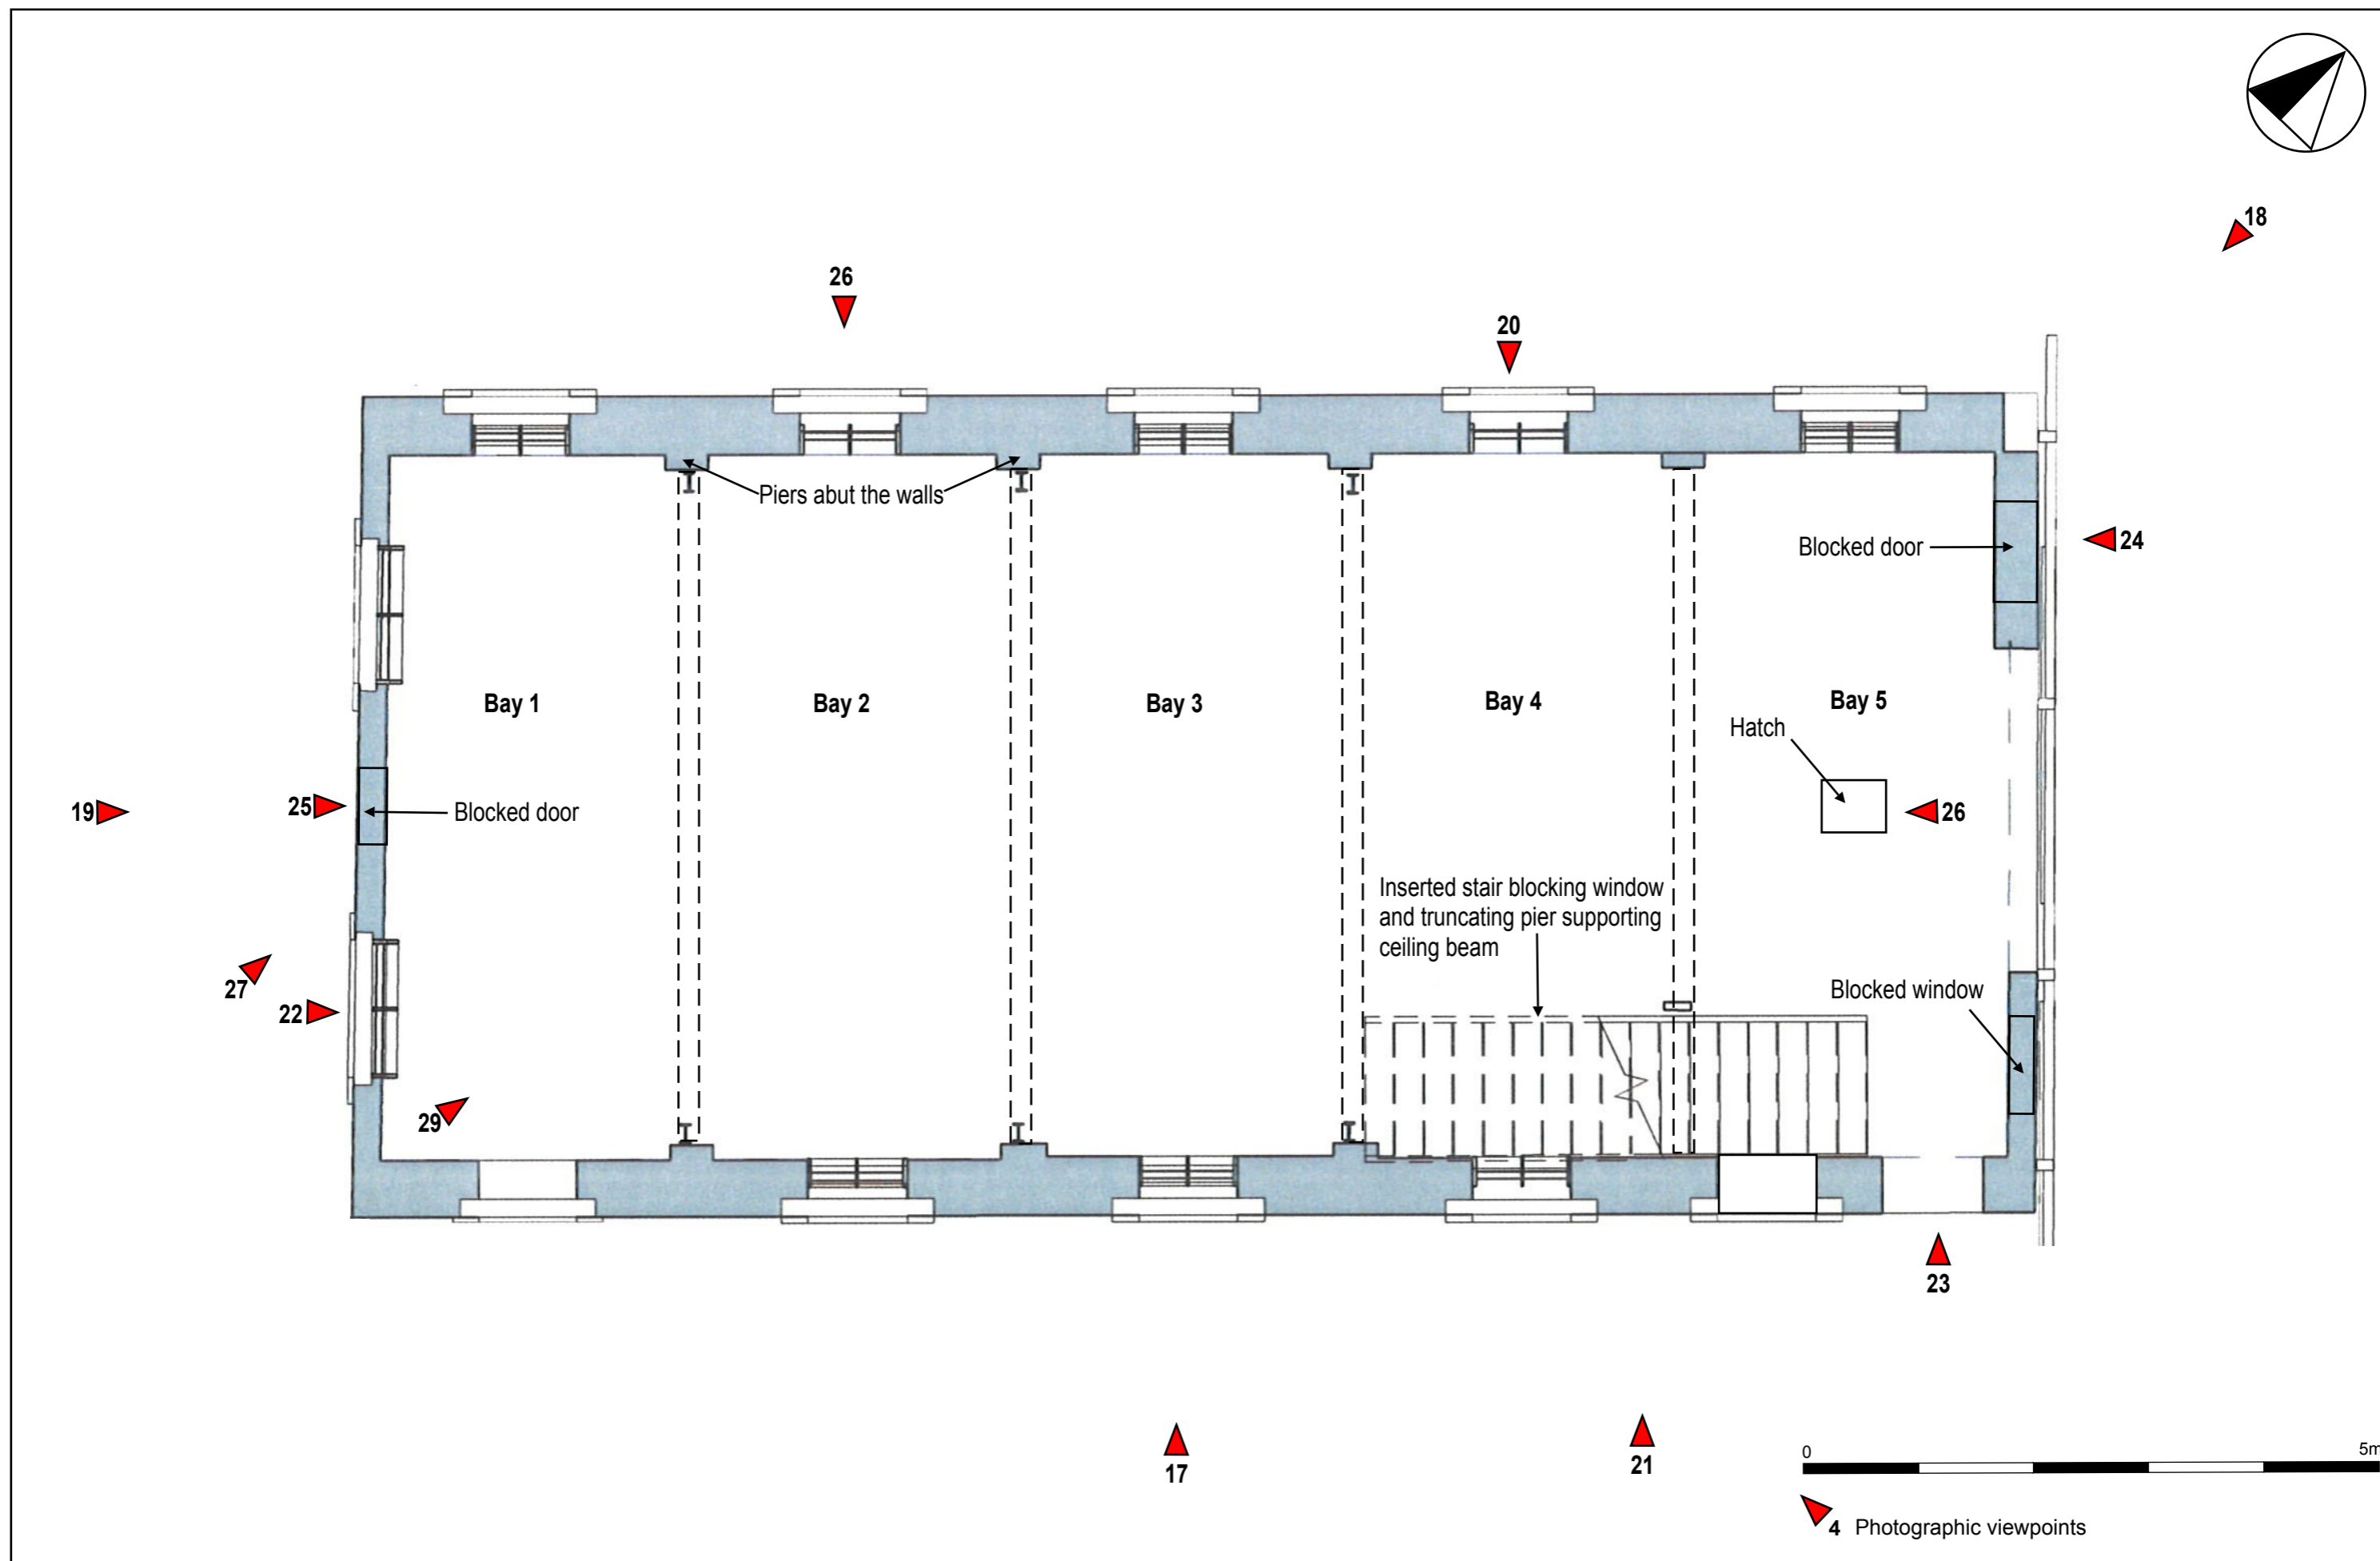 18
26
20
Piers abut the walls
Blocked door
24
Bay 1
Bay 2
Bay 3
Bay 4
Bay 5
Hatch
19
25
Blocked door
26
Inserted stair blocking window
and truncating pier supporting
ceiling beam
27
22
Blocked window
29
23
17
21
0
5m
4 Photographic viewpoints